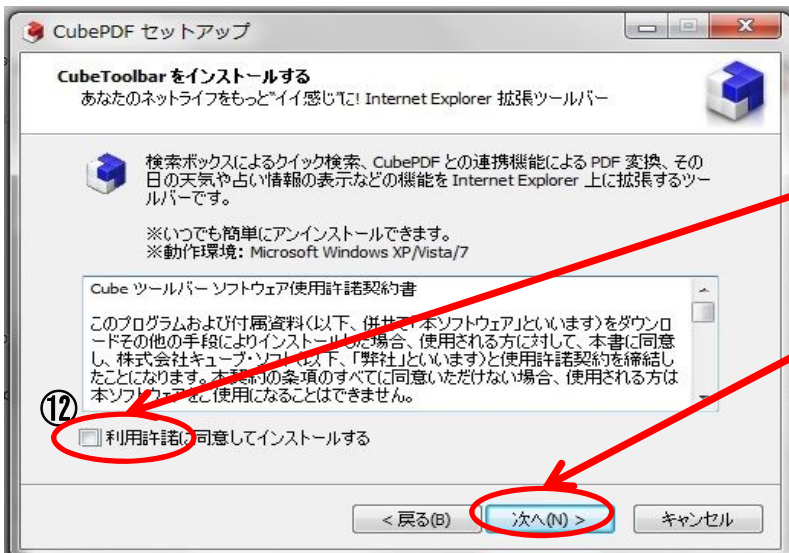 CubePDF セットアップ
CubeToolbar をインストールする
あなたのネットライフをもっと"イイ感じ"に! Internet Explorer 拡張ツールバー
検索ボックスによるクイック検索、CubePDF との連携機能による PDF 変換、その
日の天気や占い情報の表示などの機能を Internet Explorer 上に拡張するツー
ルバーです。
※いつでも簡単にアンインストールできます。
※動作環境: Microsoft Windows XP/Vista/7
Cube ツールバー ソフトウェア使用許諾契約書
このプログラムおよび付属資料(以下、併せて「本ソフトウェア」といいます)をダウンロ
ードその他の手段によりインストールした場合、使用される方に対して、本書に同意
し、株式会社キューブ・ソフト(以下、「弊社」といいます)と使用許諾契約を締結し
たことになります。本契約の条項のすべてに同意いただけない場合、使用される方は
本ソフトウェアをご使用になることはできません。
⑫
利用許諾に同意してインストールする
< 戻る(B)
次へ(N) >
キャンセル